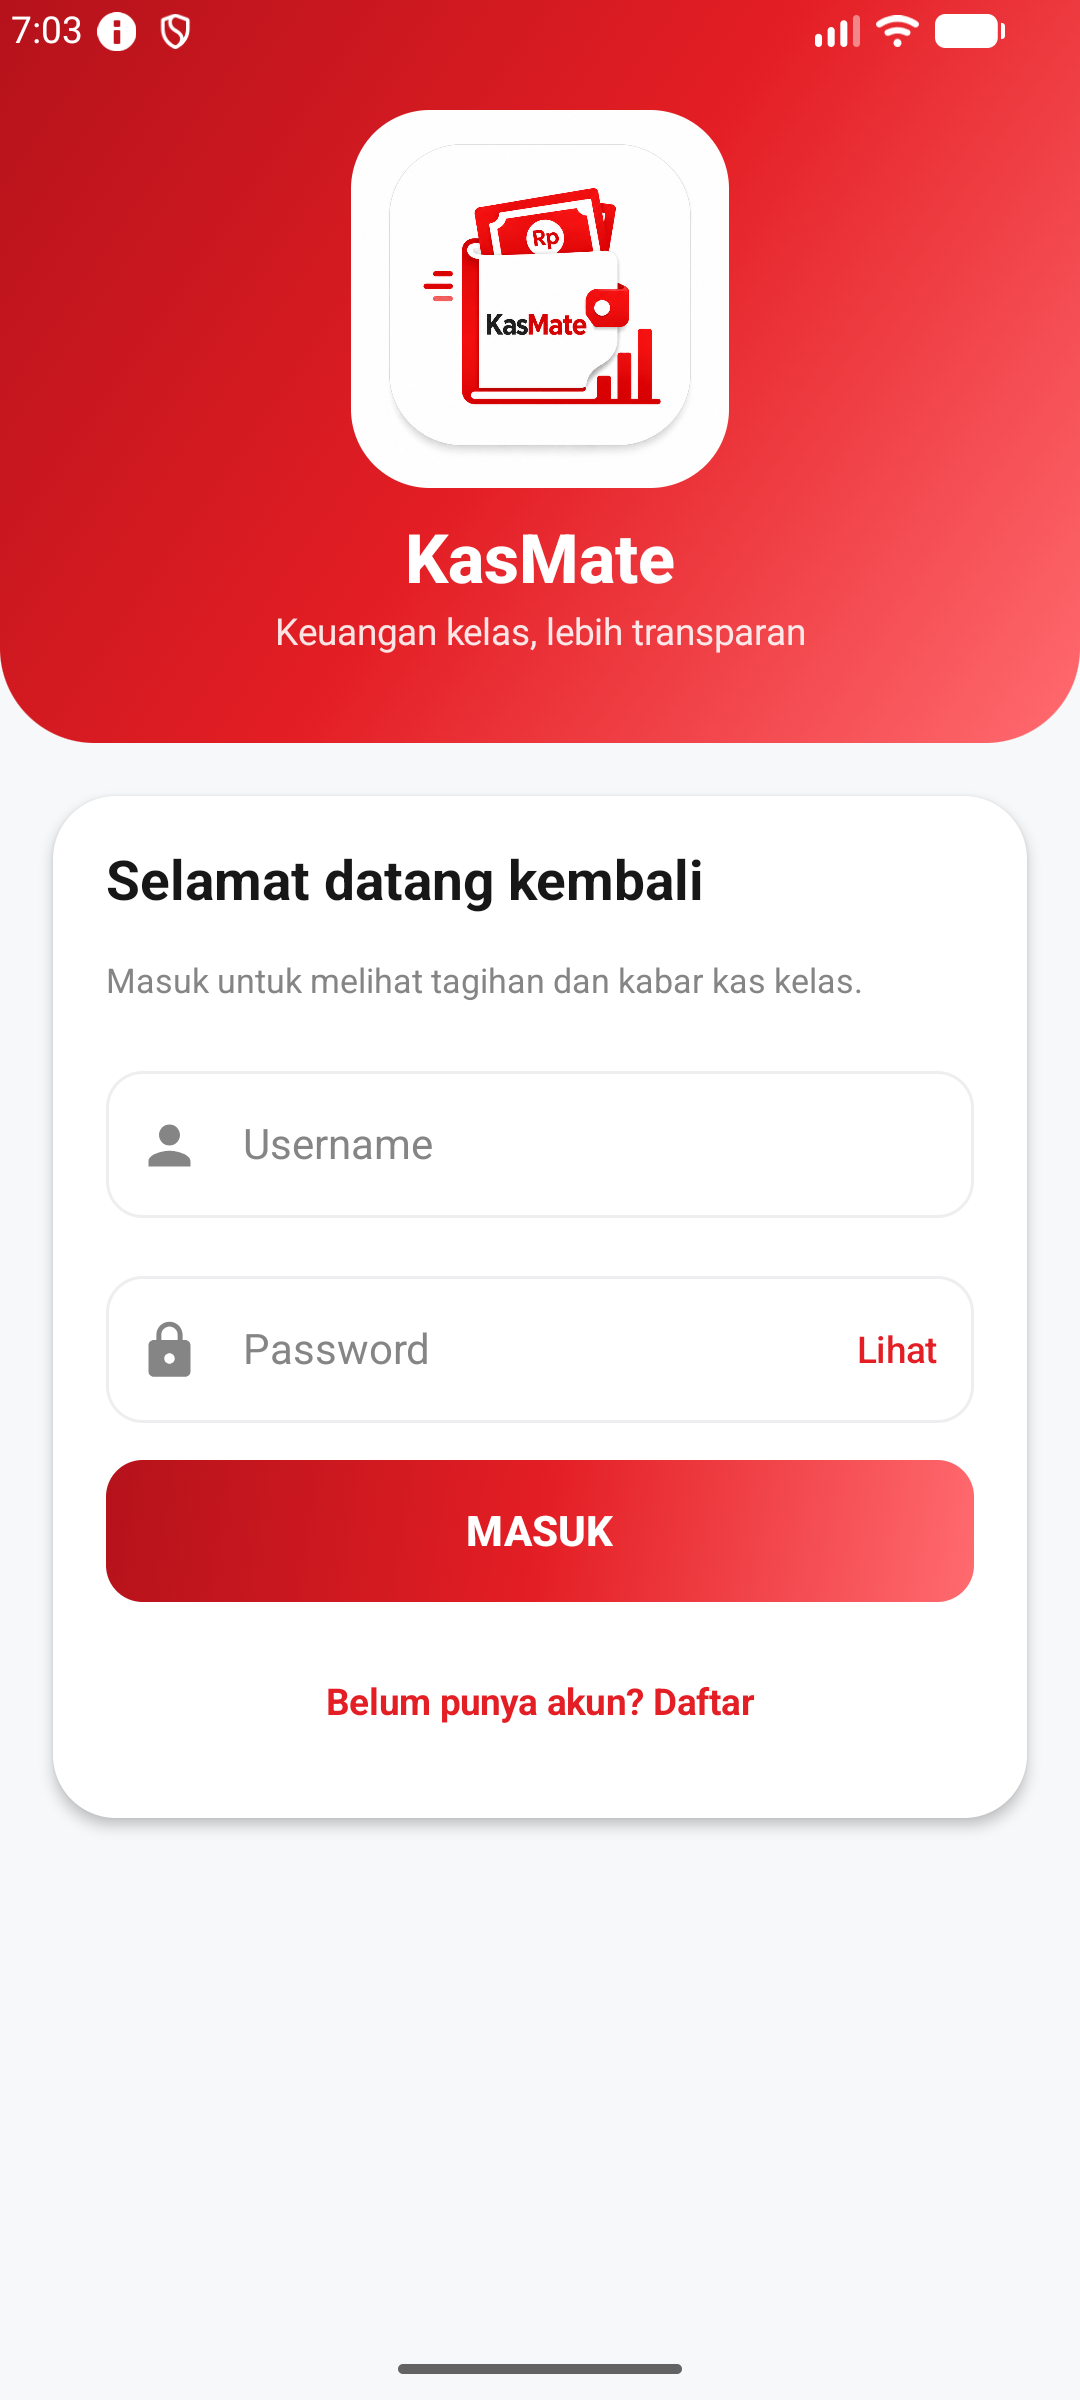 7:03
Rp
KasMate
KasMate
Keuangan kelas, lebih transparan
Selamat datang kembali
Masuk untuk melihat tagihan dan kabar kas kelas.
Username
Password
Lihat
MASUK
Belum punya akun? Daftar